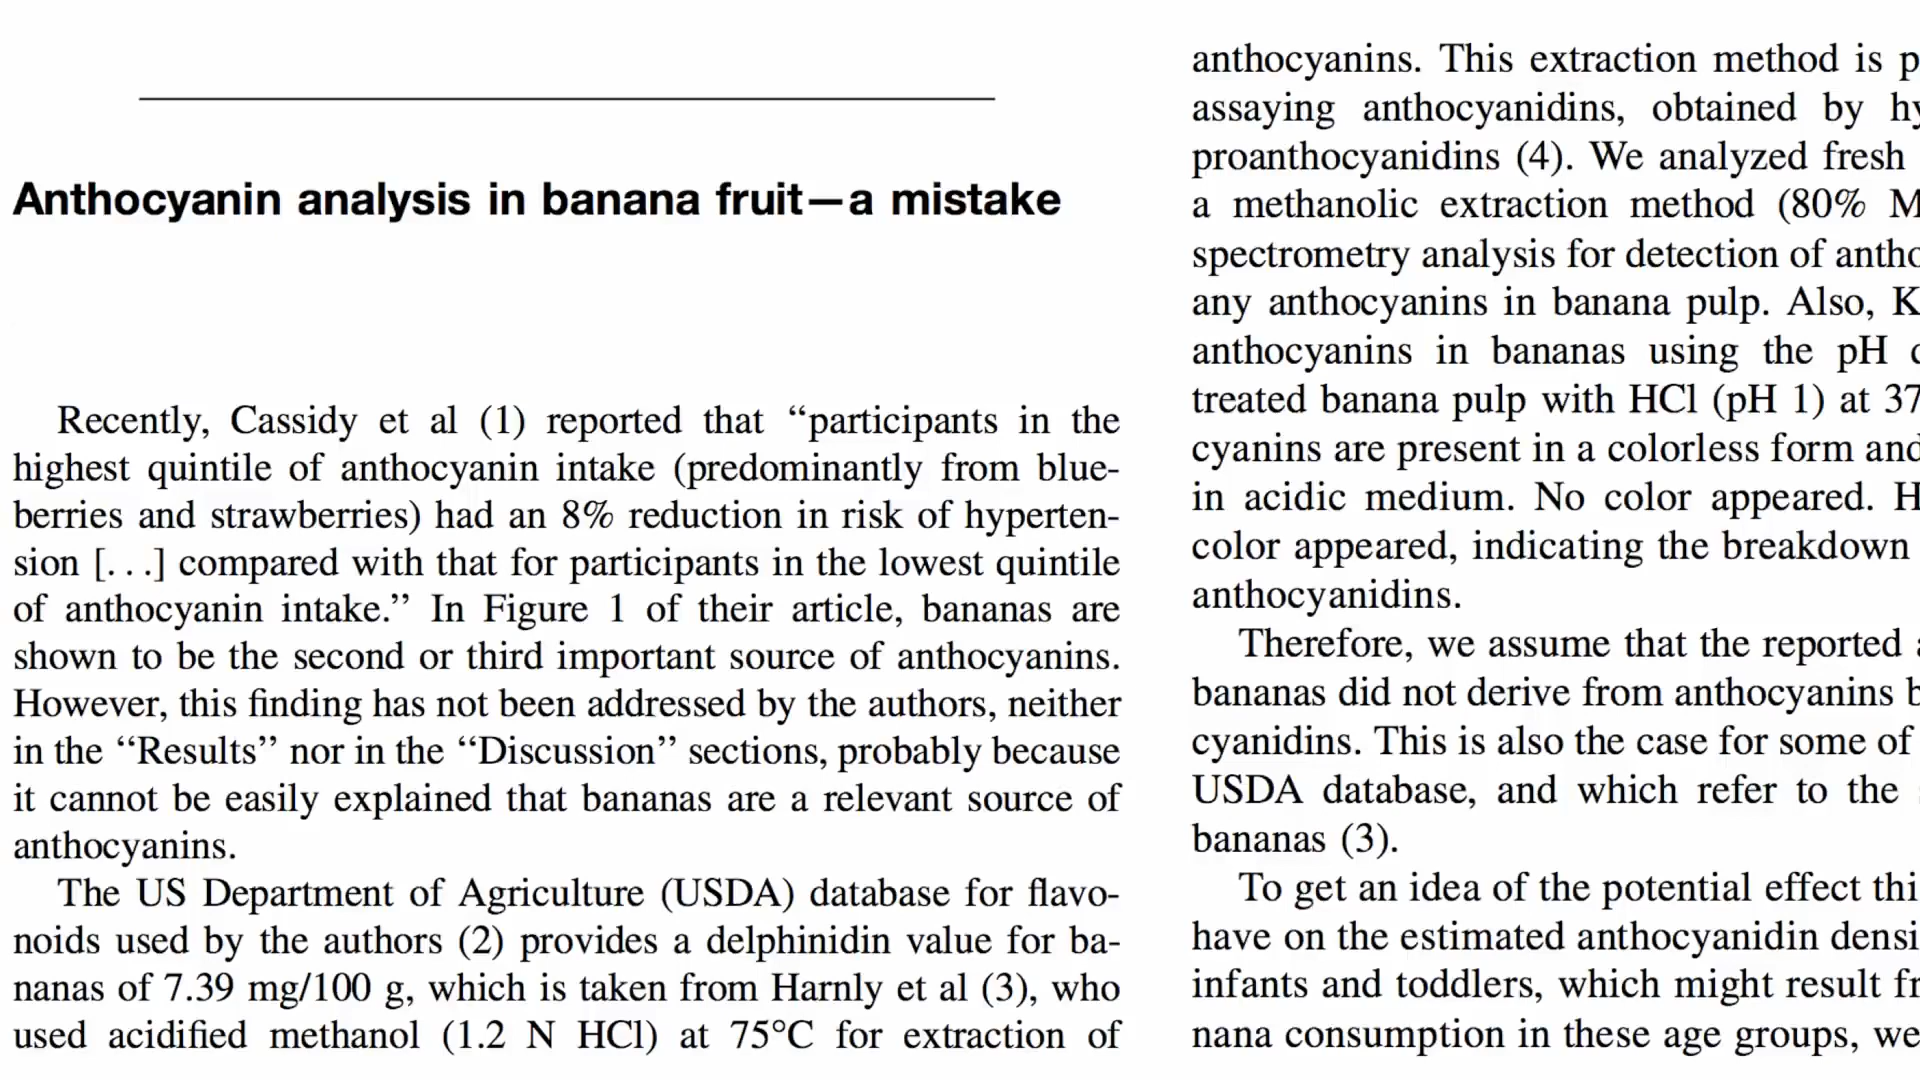 Anthocyanin analysis in banana fruit—a mistake
Recently, Cassidy et al (1) reported that “participants in the
highest quintile of anthocyanin intake (predominantly from blue-
berries and strawberries) had an 8% reduction in risk of hyperten-
sion [. . .] compared with that for participants in the lowest quintile
of anthocyanin intake.” In Figure 1 of their article, bananas are
shown to be the second or third important source of anthocyanins.
However, this finding has not been addressed by the authors, neither
in the “Results” nor in the “Discussion” sections, probably because
it cannot be easily explained that bananas are a relevant source of
anthocyanins.
The US Department of Agriculture (USDA) database for flavo-
noids used by the authors (2) provides a delphinidin value for ba-
nanas of 7.39 mg/100 g, which is taken from Harnly et al (3), who
used acidified methanol (1.2 N HCl) at 75°C for extraction of
anthocyanins. This extraction method is p
assaying anthocyanidins, obtained by hy
proanthocyanidins (4). We analyzed fresh
a methanolic extraction method (80% M
spectrometry analysis for detection of antho
any anthocyanins in banana pulp. Also, K
anthocyanins in bananas using the pH
treated banana pulp with HCl (pH 1) at 37
cyanins are present in a colorless form and
in acidic medium. No color appeared. H
color appeared, indicating the breakdown
anthocyanidins.
Therefore, we assume that the reported
bananas did not derive from anthocyanins b
cyanidins. This is also the case for some of
USDA database, and which refer to the
bananas (3).
To get an idea of the potential effect thi
have on the estimated anthocyanidin densi
infants and toddlers, which might result fr
nana consumption in these age groups, we